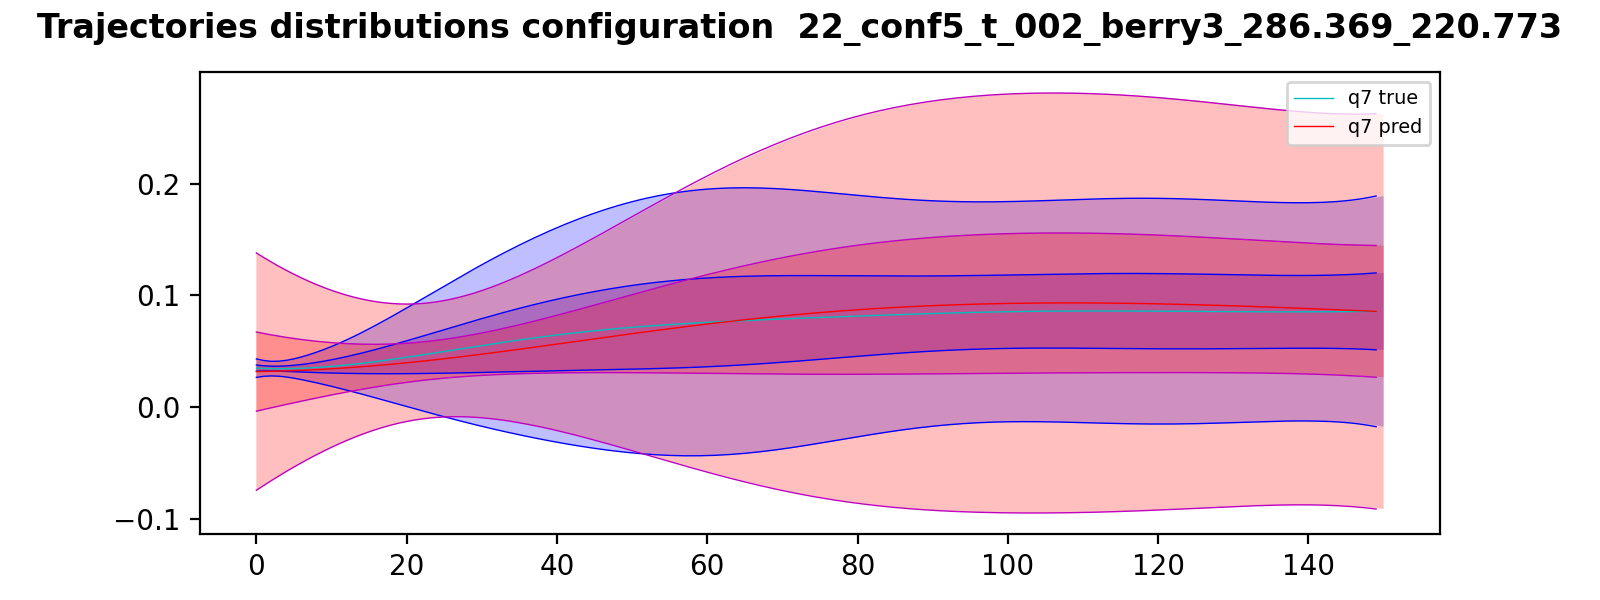 Trajectories distributions configuration  22_conf5_t_002_berry3_286.369_220.773
q7 true
q7 pred
0.2
0.1
0.0
−0.1
0 20 40 60 80 100 120 140